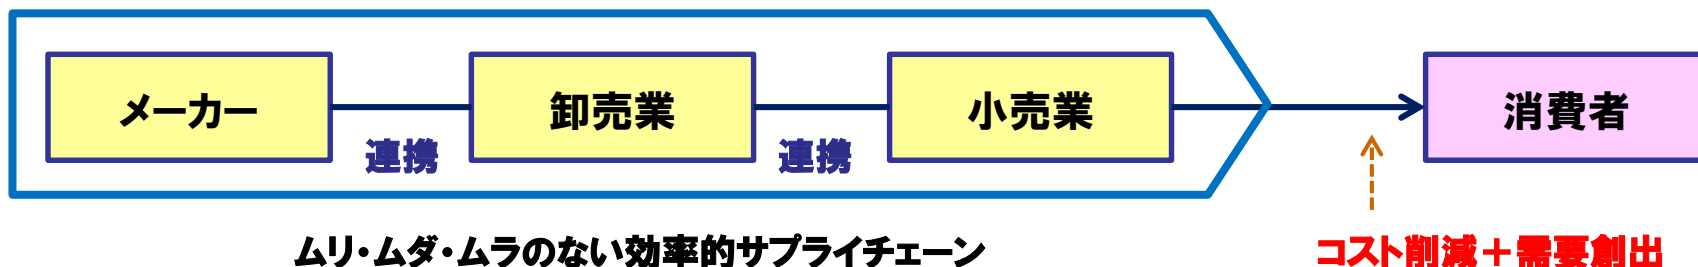 メーカー
卸売業
小売業
消費者
連携
連携
ムリ・ムダ・ムラのない効率的サプライチェーン
コスト削減＋需要創出